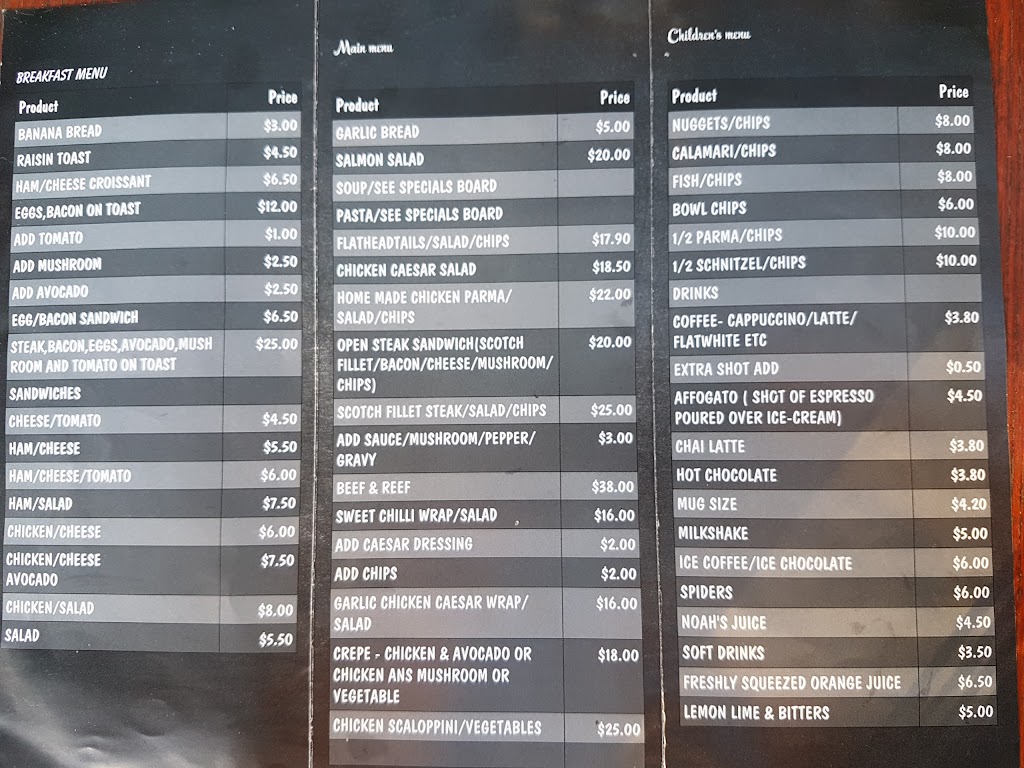 BREAKFAST MENU
Product Price
BANANA BREAD $3.00
RAISIN TOAST $4.50
HAM/CHEESE CROISSANT $6.50
EGGS,BACON ON TOAST $12.00
ADD TOMATO $1.00
ADD MUSHROOM $2.50
ADD AVOCADO $2.50
EGG/BACON SANDWICH $6.50
STEAK,BACON,EGGS,AVOCADO,MUSH $25.00
ROOM AND TOMATO ON TOAST
SANDWICHES
CHEESE/TOMATO $4.50
HAM/CHEESE $5.50
HAM/CHEESE/TOMATO $6.00
HAM/SALAD $7.50
CHICKEN/CHEESE $6.00
CHICKEN/CHEESE $7.50
AVOCADO
CHICKEN/SALAD $8.00
SALAD $5.50
Main menu
Product Price
GARLIC BREAD $5.00
SALMON SALAD $20.00
SOUP/SEE SPECIALS BOARD
PASTA/SEE SPECIALS BOARD
FLATHEADTAILS/SALAD/CHIPS $17.90
CHICKEN CAESAR SALAD $18.50
HOME MADE CHICKEN PARMA/ $22.00
SALAD/CHIPS
OPEN STEAK SANDWICH(SCOTCH $20.00
FILLET/BACON/CHEESE/MUSHROOM/
CHIPS)
SCOTCH FILLET STEAK/SALAD/CHIPS $25.00
ADD SAUCE/MUSHROOM/PEPPER/ $3.00
GRAVY
BEEF & REEF $38.00
SWEET CHILLI WRAP/SALAD $16.00
ADD CAESAR DRESSING $2.00
ADD CHIPS $2.00
GARLIC CHICKEN CAESAR WRAP/ $16.00
SALAD
CREPE - CHICKEN & AVOCADO OR $18.00
CHICKEN ANS MUSHROOM OR
VEGETABLE
CHICKEN SCALOPPINI/VEGETABLES $25.00
Children's menu
Product Price
NUGGETS/CHIPS $8.00
CALAMARI/CHIPS $8.00
FISH/CHIPS $8.00
BOWL CHIPS $6.00
1/2 PARMA/CHIPS $10.00
1/2 SCHNITZEL/CHIPS $10.00
DRINKS
COFFEE- CAPPUCCINO/LATTE/ $3.80
FLATWHITE ETC
EXTRA SHOT ADD $0.50
AFFOGATO ( SHOT OF ESPRESSO $4.50
POURED OVER ICE-CREAM)
CHAI LATTE $3.80
HOT CHOCOLATE $3.80
MUG SIZE $4.20
MILKSHAKE $5.00
ICE COFFEE/ICE CHOCOLATE $6.00
SPIDERS $6.00
NOAH'S JUICE $4.50
SOFT DRINKS $3.50
FRESHLY SQUEEZED ORANGE JUICE $6.50
LEMON LIME & BITTERS $5.00